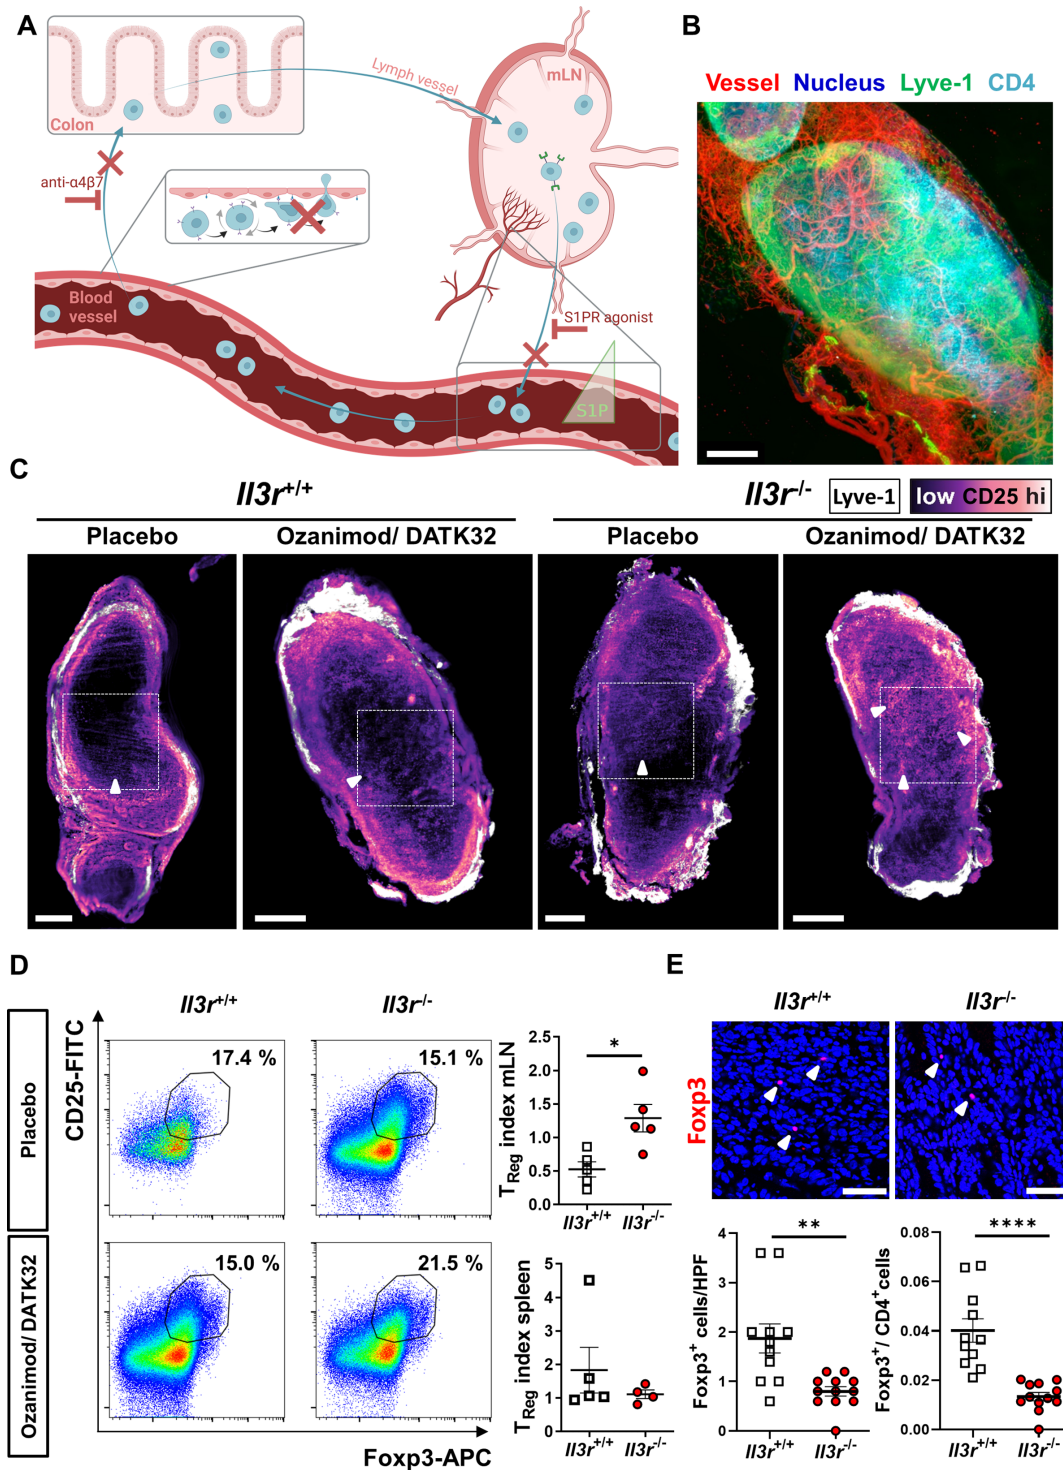 A
Colon
Lymph vessel
mLN
anti-α4β7
Blood
vessel
S1PR agonist
S1P
B
Vessel Nucleus Lyve-1 CD4
C
Il3r+/+
Il3r-/-
Lyve-1
low CD25 hi
Placebo
Ozanimod/ DATK32
Placebo
Ozanimod/ DATK32
D
Placebo
Ozanimod/ DATK32
Il3r+/+
Il3r-/-
CD25-FITC
17.4 %
15.1 %
15.0 %
21.5 %
Foxp3-APC
TReg index mLN
2.5
2.0
1.5
1.0
0.5
0.0
*
Il3r+/+
Il3r-/-
TReg index spleen
5
4
3
2
1
0
Il3r+/+
Il3r-/-
E
Il3r+/+
Il3r-/-
Foxp3
Foxp3+ cells/HPF
4
3
2
1
0
**
Il3r+/+
Il3r-/-
Foxp3+/ CD4+cells
0.08
0.06
0.04
0.02
0.00
****
Il3r+/+
Il3r-/-